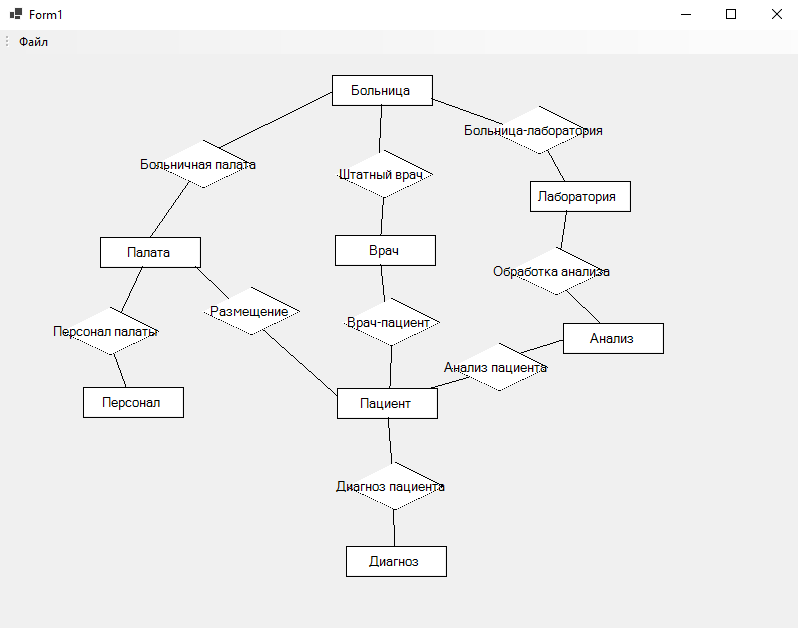 Form1
Файл
Больница
Больница-лаборатория
Больничная палата
Штатный врач
Лаборатория
Палата
Врач
Обработка анализа
Размещение
Врач-пациент
Персонал палаты
Анализ
Анализ пациента
Персонал
Пациент
Диагноз пациента
Диагноз